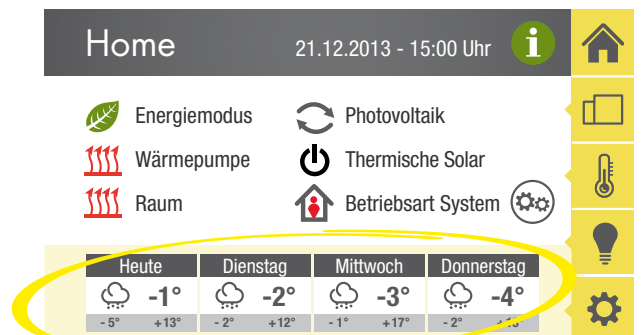 Home 21.12.2013 - 15:00 Uhr i
Energiemodus Photovoltaik
Wärmepumpe Thermische Solar
Raum Betriebsart System
Heute Dienstag Mittwoch Donnerstag
-1° -2° -3° -4°
- 5° +13° - 2° +12° - 1° +17° - 2°